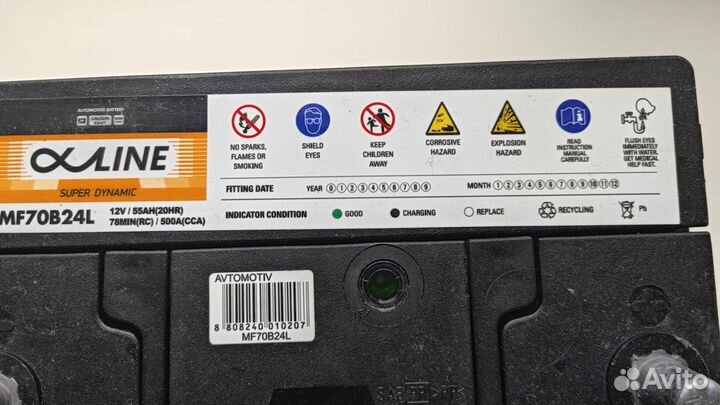 AUTOMOTIVE BATTERY
CALCIUM
KRAFT
αLINE
SUPER DYNAMIC
MF70B24L
12V / 55AH(20HR)
78MIN(RC) / 500A(CCA)
NO SPARKS,
FLAMES OR
SMOKING
SHIELD
EYES
KEEP
CHILDREN
AWAY
CORROSIVE
HAZARD
EXPLOSION
HAZARD
READ
INSTRUCTION
MANUAL
CAREFULLY
FLUSH EYES
IMMEDIATELY
WITH WATER,
GET MEDICAL
HELP FAST.
FITTING DATE YEAR 0 1 2 3 4 5 6 7 8 9 MONTH 1 2 3 4 5 6 7 8 9 10 11 12
INDICATOR CONDITION GOOD CHARGING REPLACE RECYCLING Pb
AVTOMOTIV
8 808240 010207
MF70B24L
>PP<
Avito